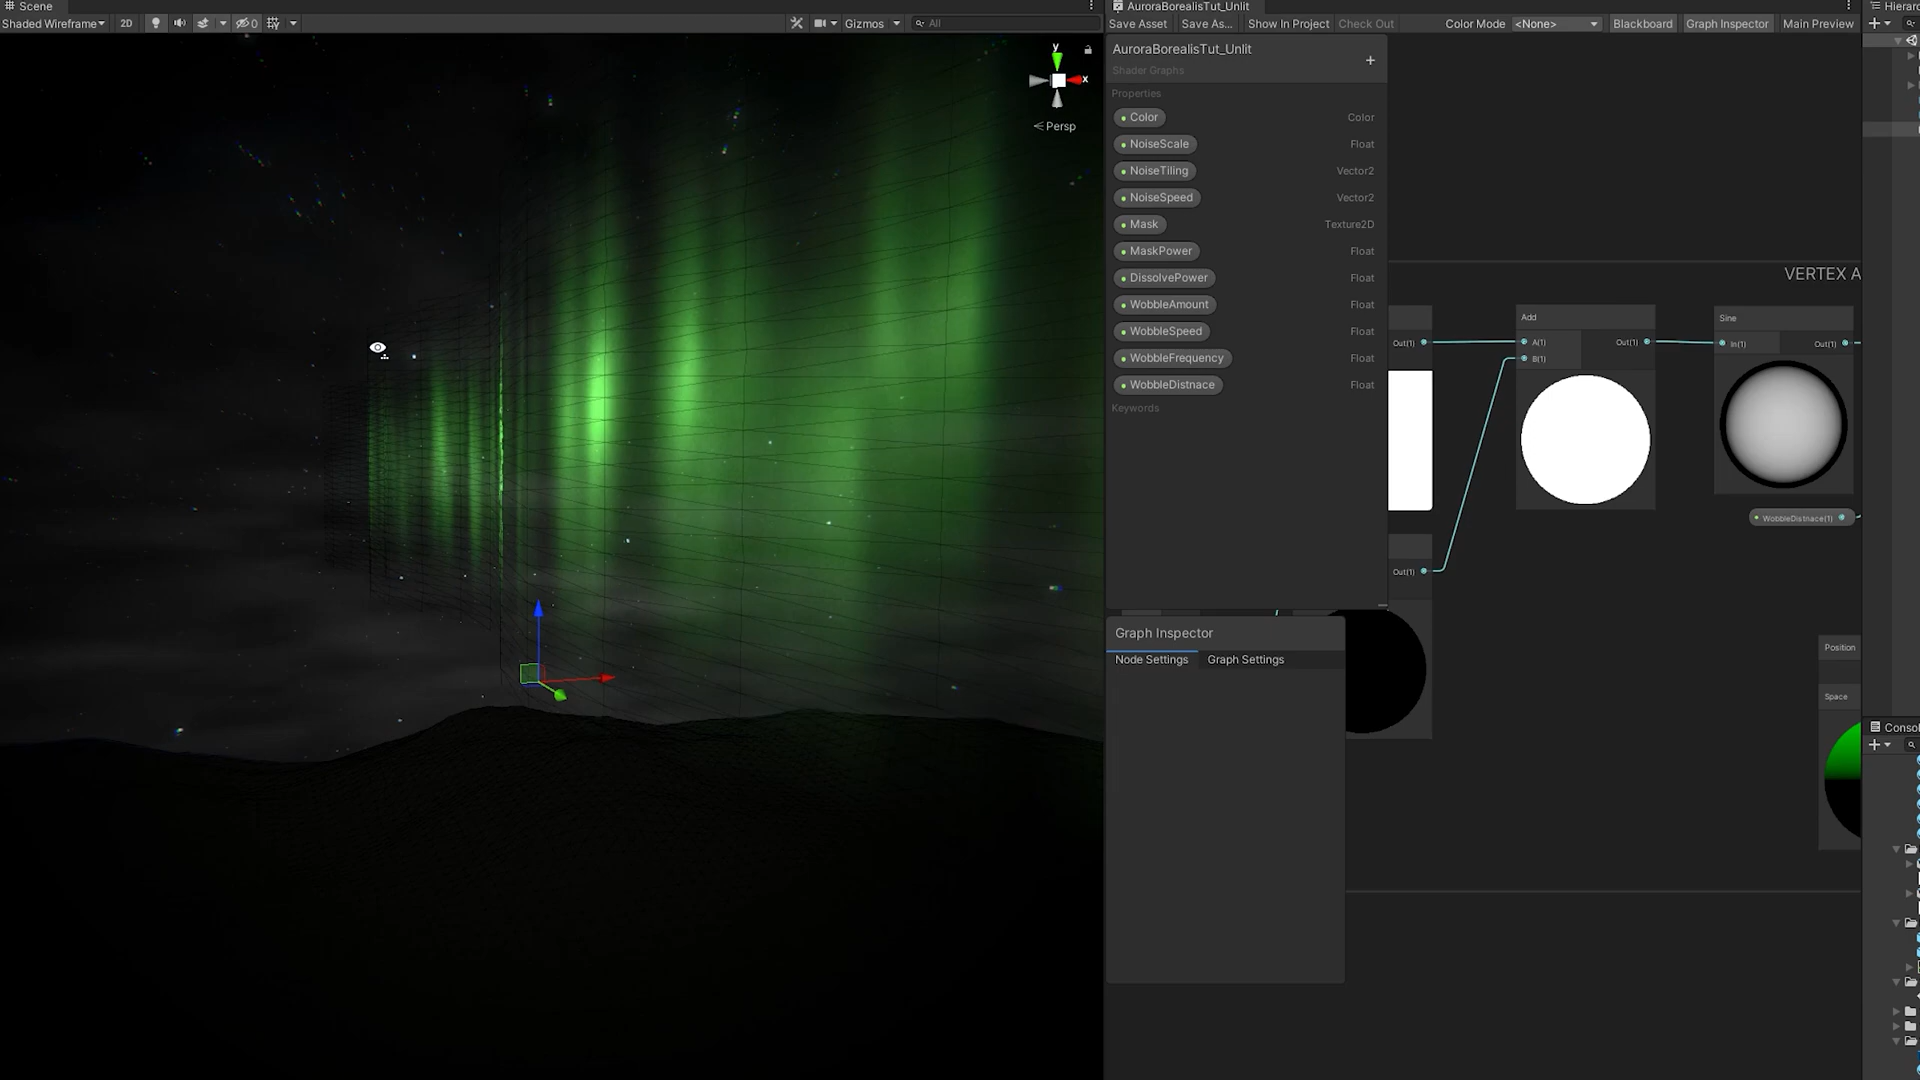 Scene
Shaded Wireframe
2D
0
Gizmos
All
y
x
Persp
AuroraBorealisTut_Unlit
Save Asset
Save As...
Show In Project
Check Out
Color Mode
<None>
Blackboard
Graph Inspector
Main Preview
AuroraBorealisTut_Unlit
+
Shader Graphs
Properties
Color Color
NoiseScale Float
NoiseTiling Vector2
NoiseSpeed Vector2
Mask Texture2D
MaskPower Float
DissolvePower Float
WobbleAmount Float
WobbleSpeed Float
WobbleFrequency Float
WobbleDistnace Float
Keywords
VERTEX A
Out(1)
Add
A(1)
B(1)
Out(1)
Sine
In(1)
Out(1)
WobbleDistnace(1)
Out(1)
Graph Inspector
Node Settings
Graph Settings
Position
Space
Hierarc
Consol